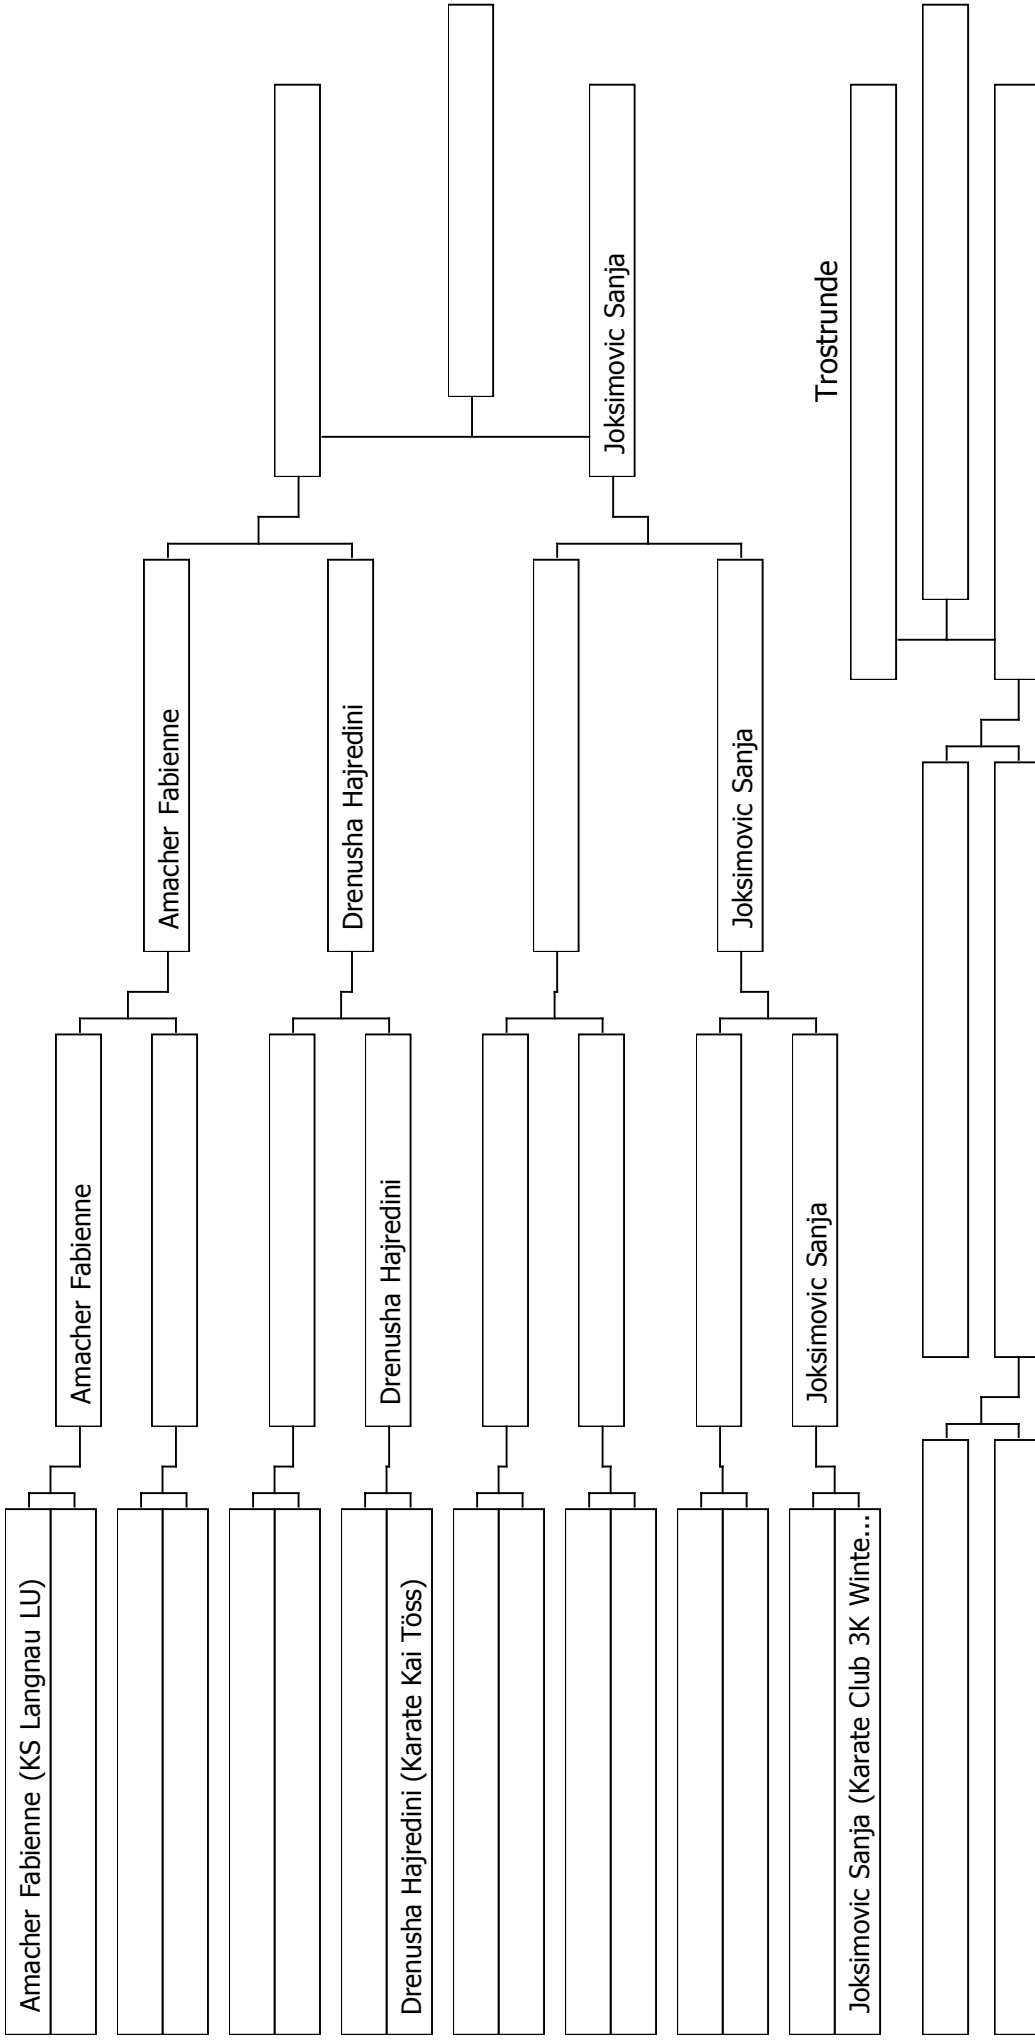 Amacher Fabienne (KS Langnau LU)
Drenusha Hajredini (Karate Kai Töss)
Joksimovic Sanja (Karate Club 3K Winte...
Amacher Fabienne
Drenusha Hajredini
Joksimovic Sanja
Amacher Fabienne
Drenusha Hajredini
Joksimovic Sanja
Joksimovic Sanja
Trostrunde